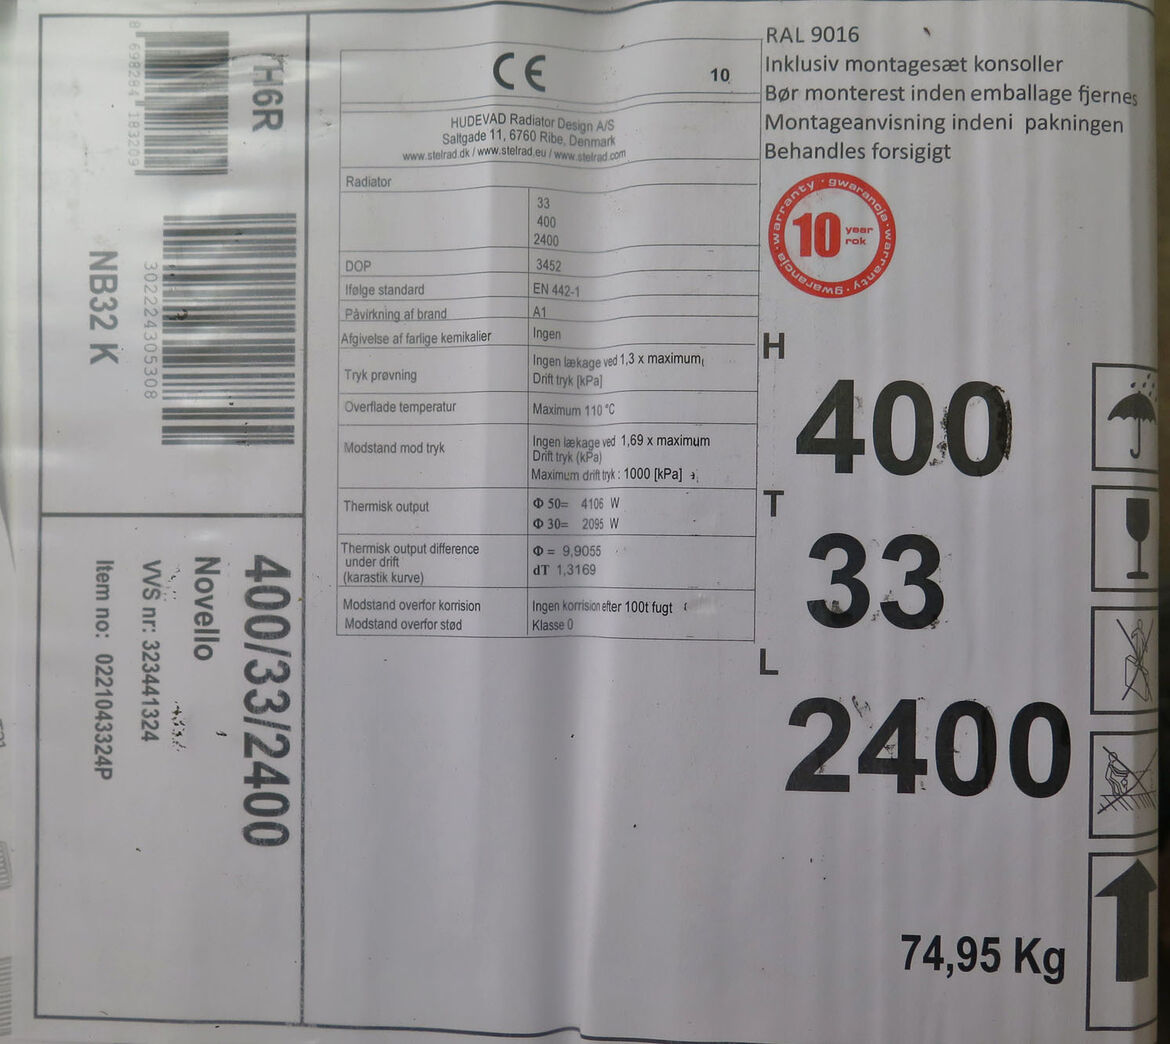 8 698284 183209
H6R
3022243053​08
NB32 K
400/33/2400
Novello
VVS nr: 323441324
Item no: 0221043324P
CE
10
HUDEVAD Radiator Design A/S
Saltgade 11, 6760 Ribe, Denmark
www.stelrad.dk / www.stelrad.eu / www.stelrad.com
Radiator
33
400
2400
DOP 3452
Ifølge standard EN 442-1
Påvirkning af brand A1
Afgivelse af farlige kemikalier Ingen
Tryk prøvning Ingen lækage ved 1,3 x maximum
Drift tryk [kPa]
Overflade temperatur Maximum 110 °C
Modstand mod tryk Ingen lækage ved 1,69 x maximum
Drift tryk (kPa)
Maximum drift tryk : 1000 [kPa]
Thermisk output Φ 50= 4106 W
Φ 30= 2095 W
Thermisk output difference
under drift
(karastik kurve)
Φ = 9,9055
dT 1,3169
Modstand overfor korrision Ingen korrision efter 100t fugt
Modstand overfor stød Klasse 0
RAL 9016
Inklusiv montagesæt konsoller
Bør monterest inden emballage fjernes
Montageanvisning indeni pakningen
Behandles forsigigt
warranty · gwarancja · warranty · gwarancja
10 year
rok
H
400
T
33
L
2400
74,95 Kg